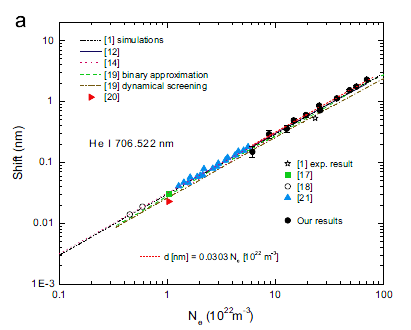 a
10
1
0.1
0.01
1E-3
Shift (nm)
[1] simulations
[12]
[14]
[19] binary approximation
[19] dynamical screening
[20]
He I 706.522 nm
[1] exp. result
[17]
[18]
[21]
Our results
d [nm] = 0.0303 Ne [10²² m⁻³]
0.1
1
10
100
Ne (10²²m⁻³)